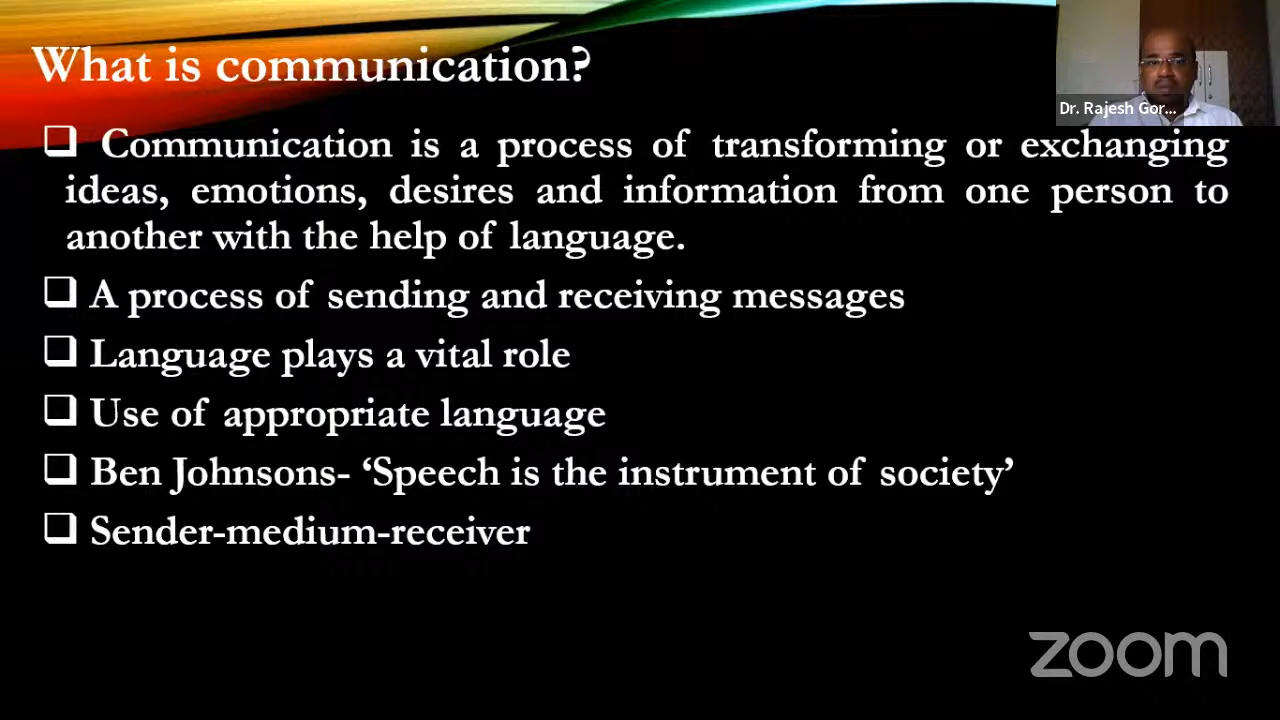 What is communication?
Dr. Rajesh Gor...
❑ Communication is a process of transforming or exchanging
ideas, emotions, desires and information from one person to
another with the help of language.
❑ A process of sending and receiving messages
❑ Language plays a vital role
❑ Use of appropriate language
❑ Ben Johnsons- ‘Speech is the instrument of society’
❑ Sender-medium-receiver
zoom